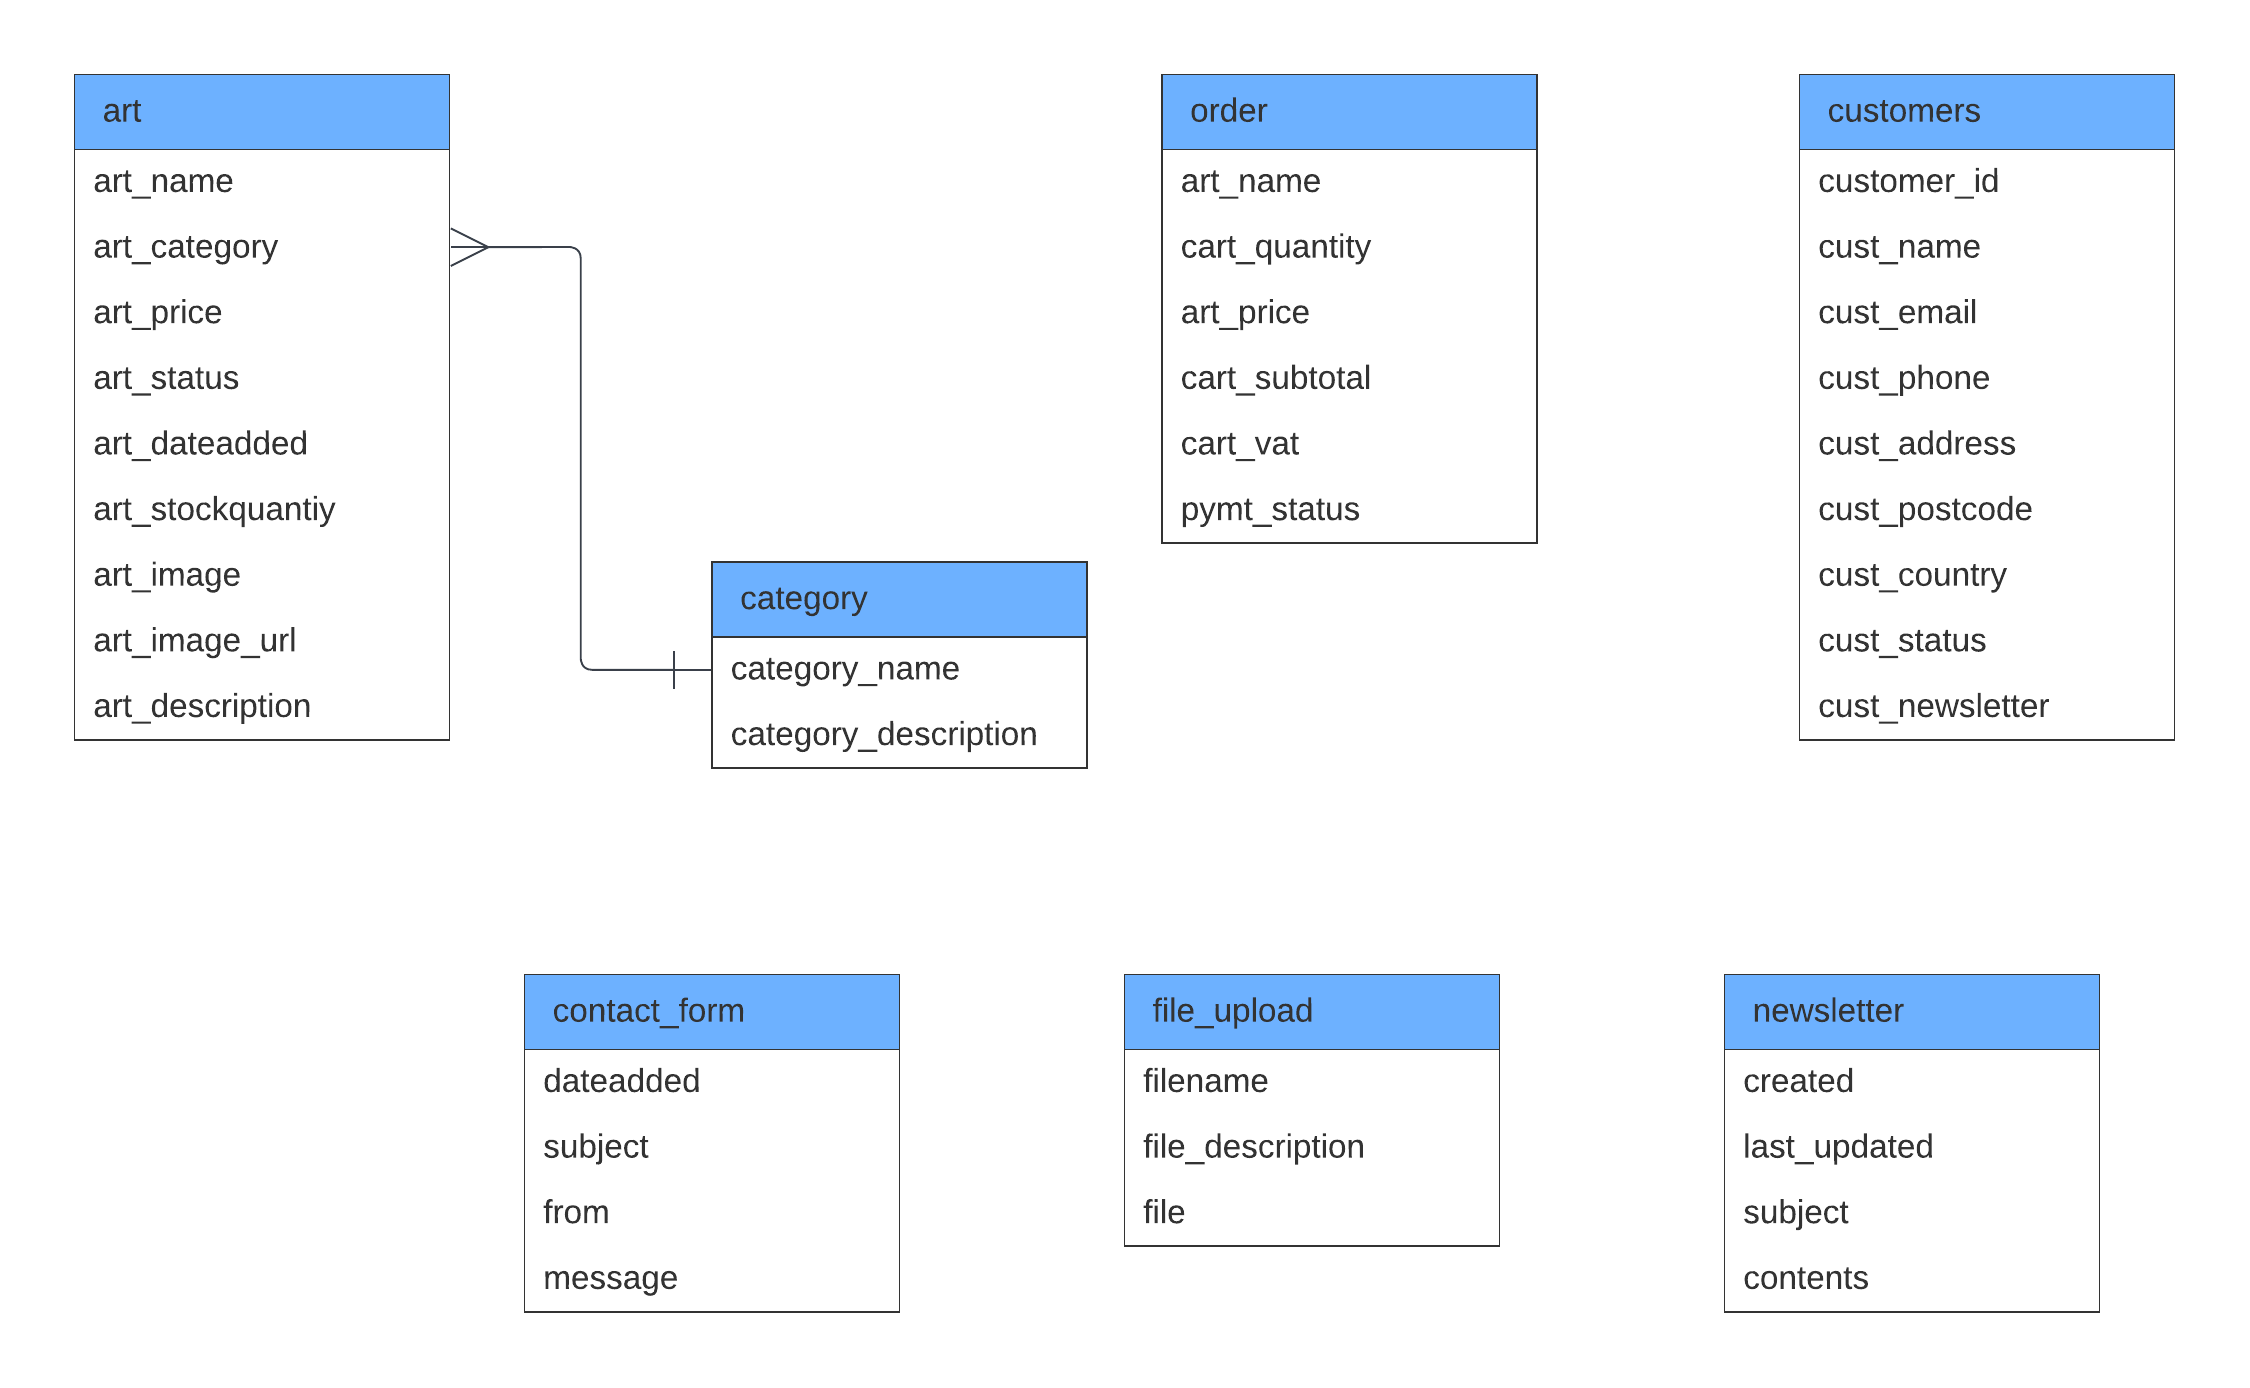 art
art_name
art_category
art_price
art_status
art_dateadded
art_stockquantiy
art_image
art_image_url
art_description
category
category_name
category_description
order
art_name
cart_quantity
art_price
cart_subtotal
cart_vat
pymt_status
customers
customer_id
cust_name
cust_email
cust_phone
cust_address
cust_postcode
cust_country
cust_status
cust_newsletter
contact_form
dateadded
subject
from
message
file_upload
filename
file_description
file
newsletter
created
last_updated
subject
contents